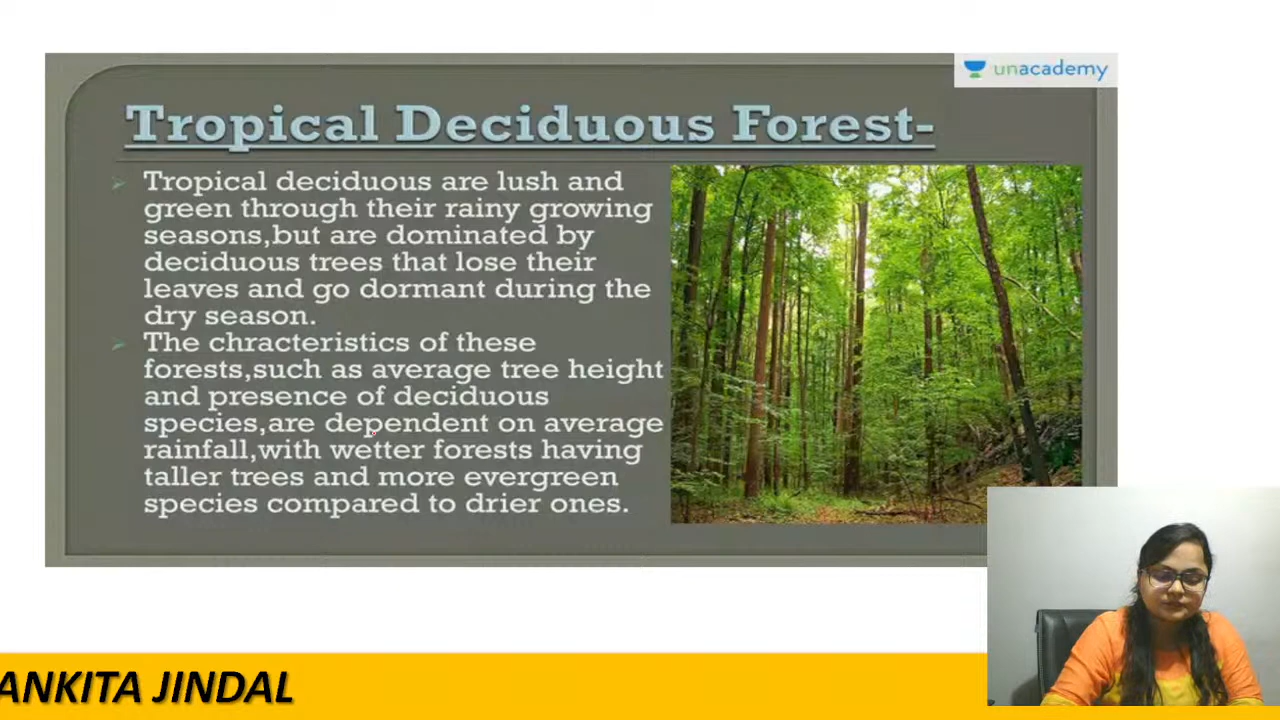 unacademy
Tropical Deciduous Forest-
Tropical deciduous are lush and
green through their rainy growing
seasons,but are dominated by
deciduous trees that lose their
leaves and go dormant during the
dry season.
The chracteristics of these
forests,such as average tree height
and presence of deciduous
species,are dependent on average
rainfall,with wetter forests having
taller trees and more evergreen
species compared to drier ones.
ANKITA JINDAL